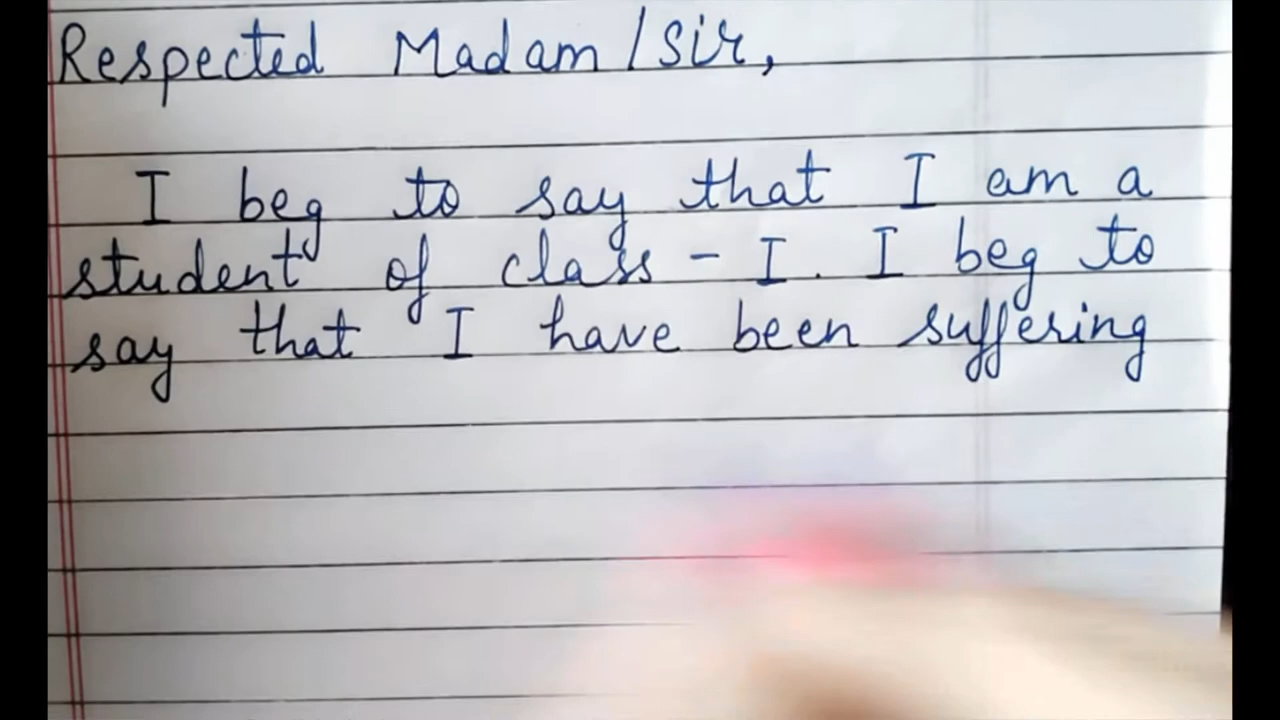 Respected Madam/Sir,
I beg to say that I am a
student of class - I. I beg to
say that I have been suffering